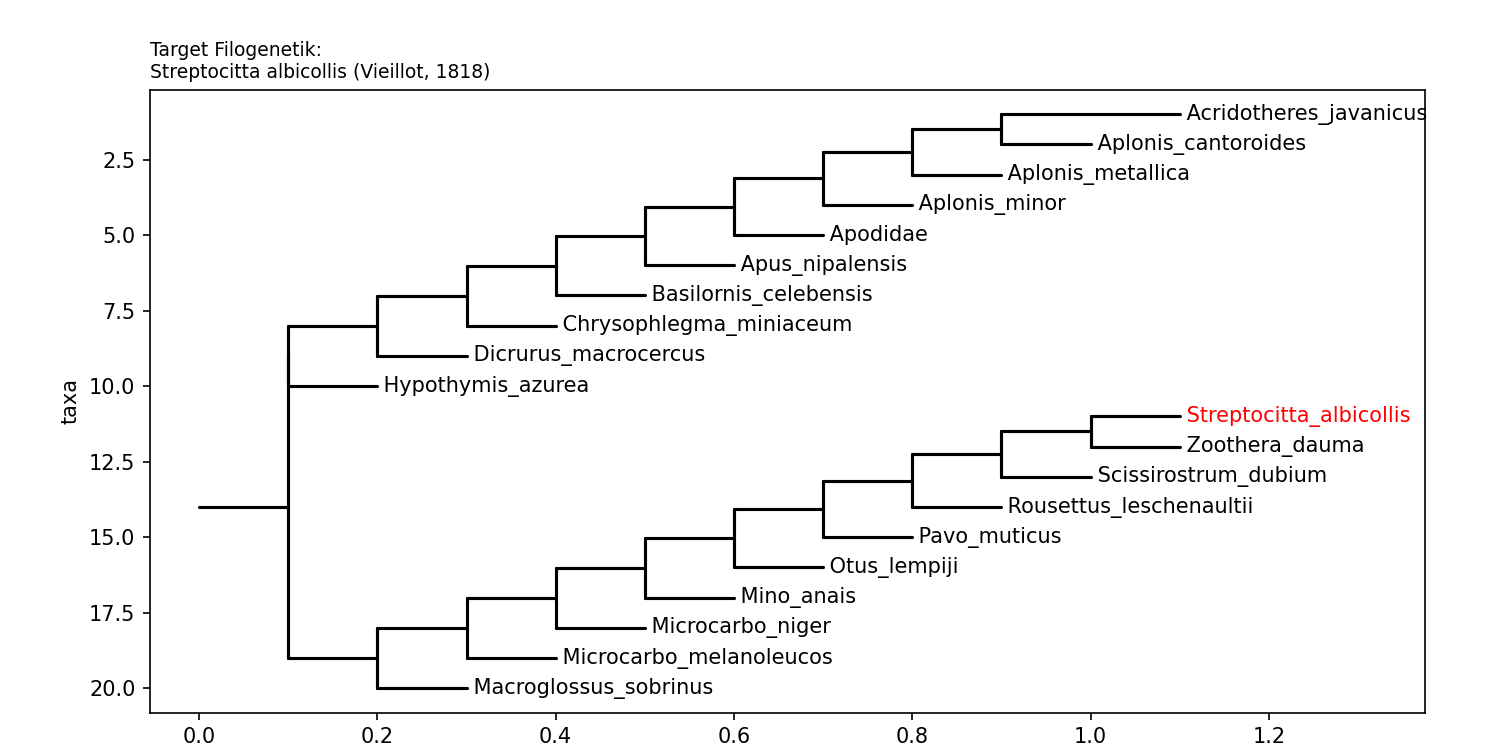 Target Filogenetik:
Streptocitta albicollis (Vieillot, 1818)
Acridotheres_javanicus
Aplonis_cantoroides
Aplonis_metallica
Aplonis_minor
Apodidae
Apus_nipalensis
Basilornis_celebensis
Chrysophlegma_miniaceum
Dicrurus_macrocercus
Hypothymis_azurea
Streptocitta_albicollis
Zoothera_dauma
Scissirostrum_dubium
Rousettus_leschenaultii
Pavo_muticus
Otus_lempiji
Mino_anais
Microcarbo_niger
Microcarbo_melanoleucos
Macroglossus_sobrinus
taxa
2.5
5.0
7.5
10.0
12.5
15.0
17.5
20.0
0.0 0.2 0.4 0.6 0.8 1.0 1.2